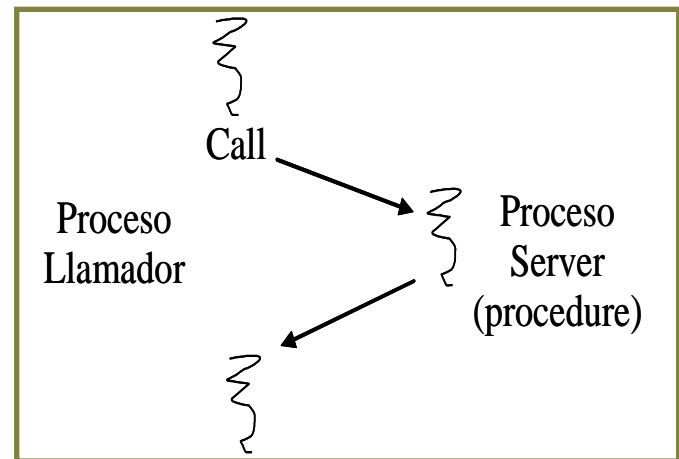 Call
Proceso
Llamador
Proceso
Server
(procedure)